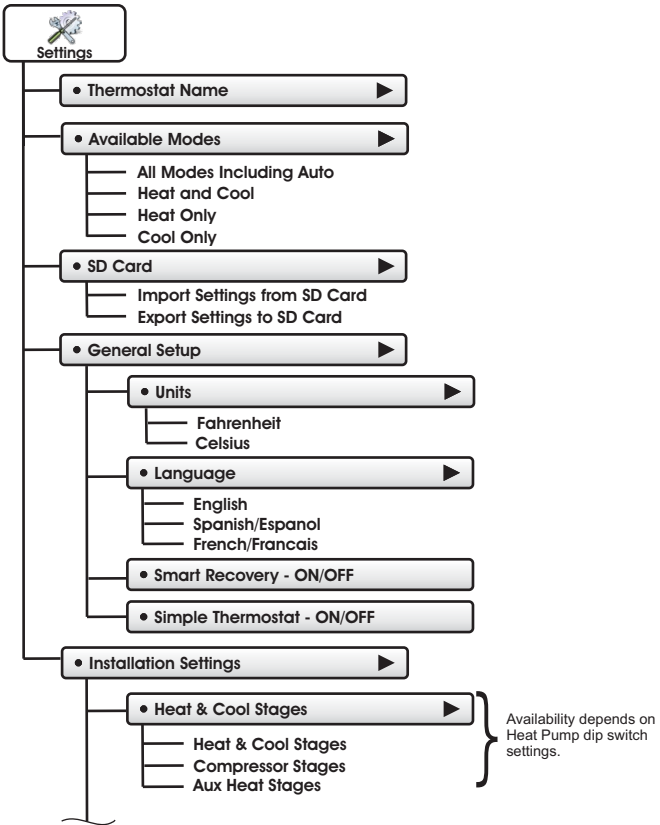 Settings
• Thermostat Name
• Available Modes
All Modes Including Auto
Heat and Cool
Heat Only
Cool Only
• SD Card
Import Settings from SD Card
Export Settings to SD Card
• General Setup
• Units
Fahrenheit
Celsius
• Language
English
Spanish/Espanol
French/Francais
• Smart Recovery - ON/OFF
• Simple Thermostat - ON/OFF
• Installation Settings
• Heat & Cool Stages
Heat & Cool Stages
Compressor Stages
Aux Heat Stages
Availability depends on
Heat Pump dip switch
settings.